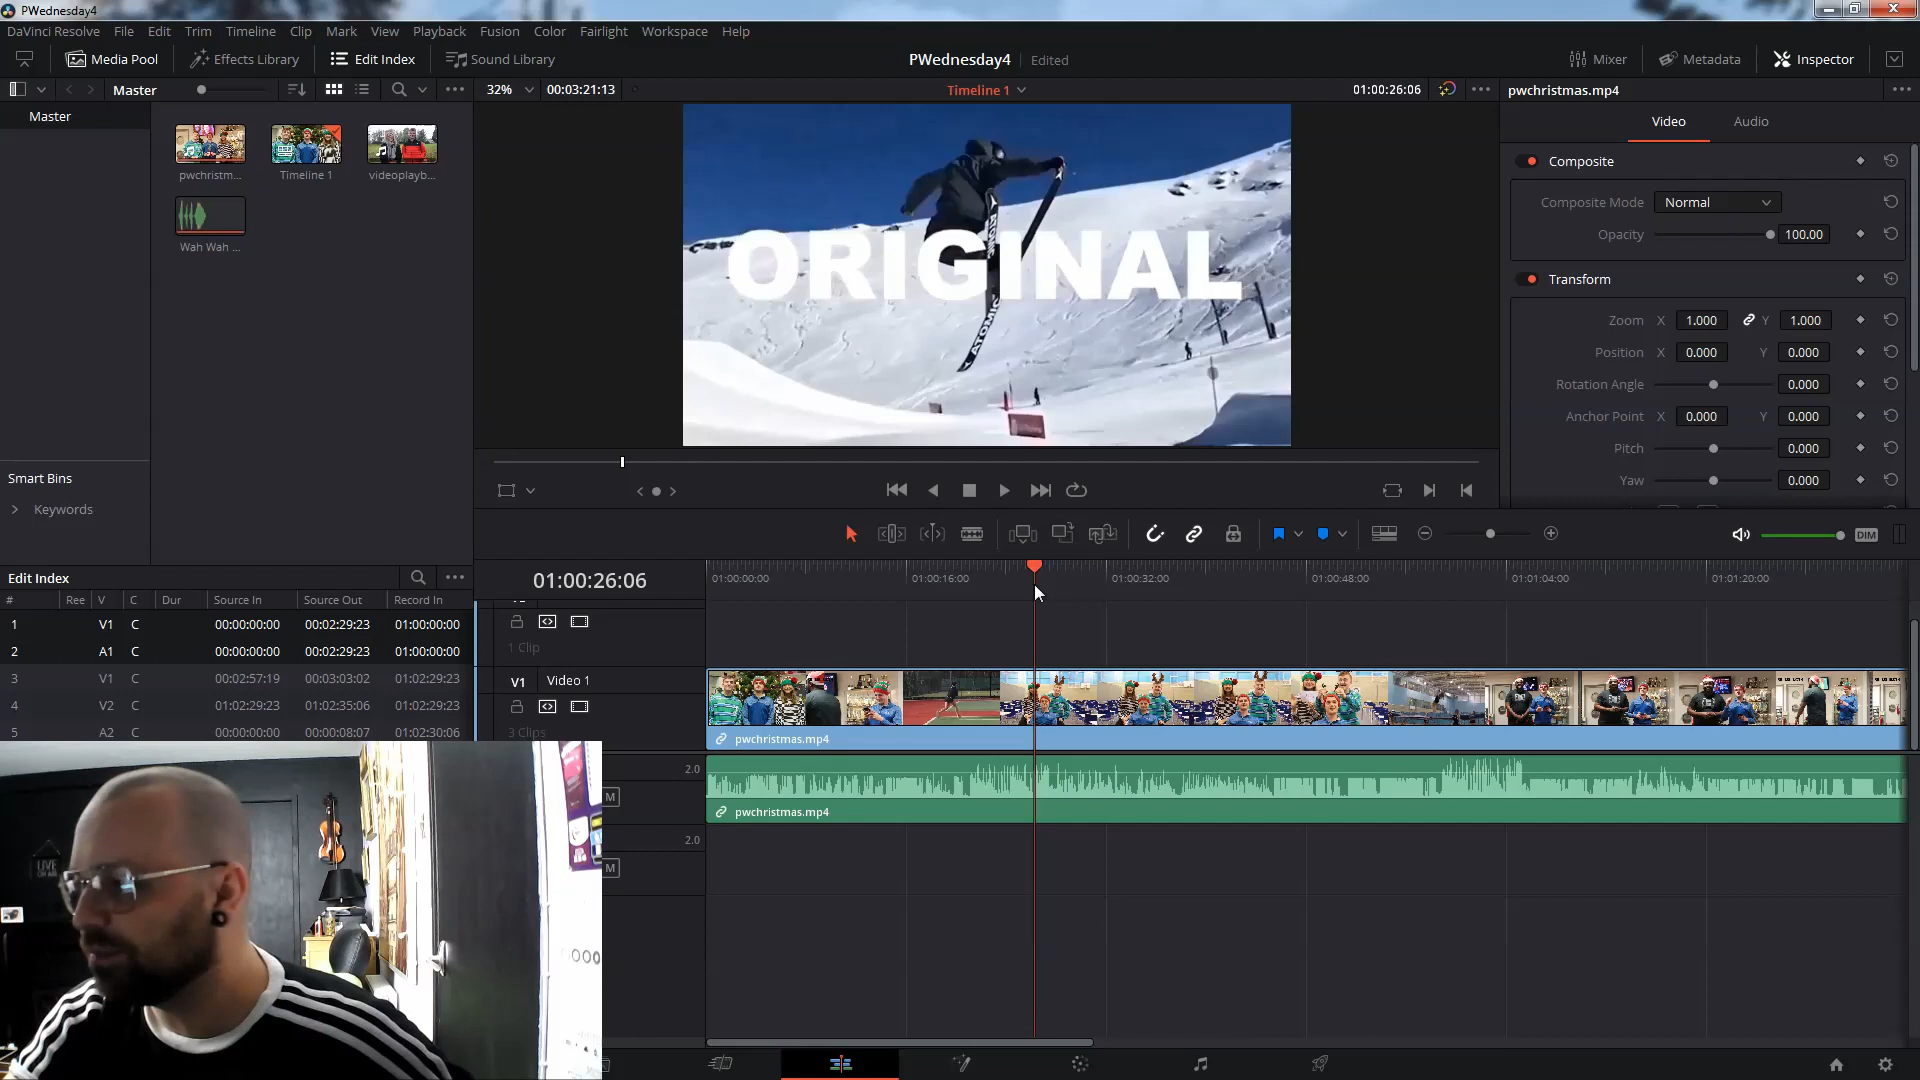 PWednesday4
DaVinci Resolve File Edit Trim Timeline Clip Mark View Playback Fusion Color Fairlight Workspace Help
Media Pool Effects Library Edit Index Sound Library PWednesday4 Edited Mixer Metadata Inspector
Master 32% 00:03:21:13 Timeline 1 01:00:26:06 pwchristmas.mp4
Master
Video Audio
pwchristm... Timeline 1 videoplayb...
Wah Wah ...
ORIGINAL
ATOMIC
Composite
Composite Mode Normal
Opacity 100.00
Transform
Zoom X 1.000 Y 1.000
Position X 0.000 Y 0.000
Rotation Angle 0.000
Anchor Point X 0.000 Y 0.000
Pitch 0.000
Yaw 0.000
Smart Bins
Keywords
DIM
Edit Index
# Ree V C Dur Source In Source Out Record In
1 V1 C 00:00:00:00 00:02:29:23 01:00:00:00
2 A1 C 00:00:00:00 00:02:29:23 01:00:00:00
3 V1 C 00:02:57:19 00:03:03:02 01:02:29:23
4 V2 C 01:02:29:23 01:02:35:06 01:02:29:23
5 A2 C 00:00:00:00 00:00:08:07 01:02:30:06
01:00:26:06
01:00:00:00 01:00:16:00 01:00:32:00 01:00:48:00 01:01:04:00 01:01:20:00
1 Clip
V1 Video 1
3 Clips
pwchristmas.mp4
2.0
M
pwchristmas.mp4
2.0
M
LIVE
ON AIR